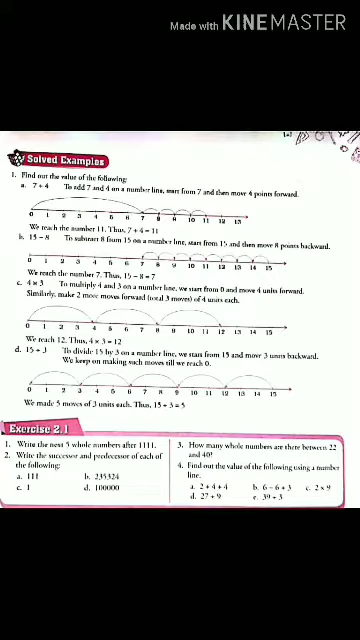 Made with KINEMASTER
Solved Examples
1. Find out the value of the following:
a. 7 + 4 To add 7 and 4 on a number line, start from 7 and then move 4 points forward.
0 1 2 3 4 5 6 7 8 9 10 11 12 13
We reach the number 11. Thus, 7 + 4 = 11
b. 15 − 8 To subtract 8 from 15 on a number line, start from 15 and then move 8 points backward.
0 1 2 3 4 5 6 7 8 9 10 11 12 13 14 15
We reach the number 7. Thus, 15 − 8 = 7
c. 4 × 3 To multiply 4 and 3 on a number line, we start from 0 and move 4 units forward.
Similarly, make 2 more moves forward (total 3 moves) of 4 units each.
0 1 2 3 4 5 6 7 8 9 10 11 12 13 14 15
We reach 12. Thus, 4 × 3 = 12
d. 15 ÷ 3 To divide 15 by 3 on a number line, we start from 15 and move 3 units backward.
We keep on making such moves till we reach 0.
0 1 2 3 4 5 6 7 8 9 10 11 12 13 14 15
We made 5 moves of 3 units each. Thus, 15 ÷ 3 = 5
Exercise 2.1
1. Write the next 5 whole numbers after 1111.
2. Write the successor and predecessor of each of
the following:
a. 111 b. 235324
c. 1 d. 100000
3. How many whole numbers are there between 22
and 40?
4. Find out the value of the following using a number
line.
a. 2 + 4 + 4 b. 6 − 6 + 3 c. 2 × 9
d. 27 ÷ 9 e. 39 ÷ 3